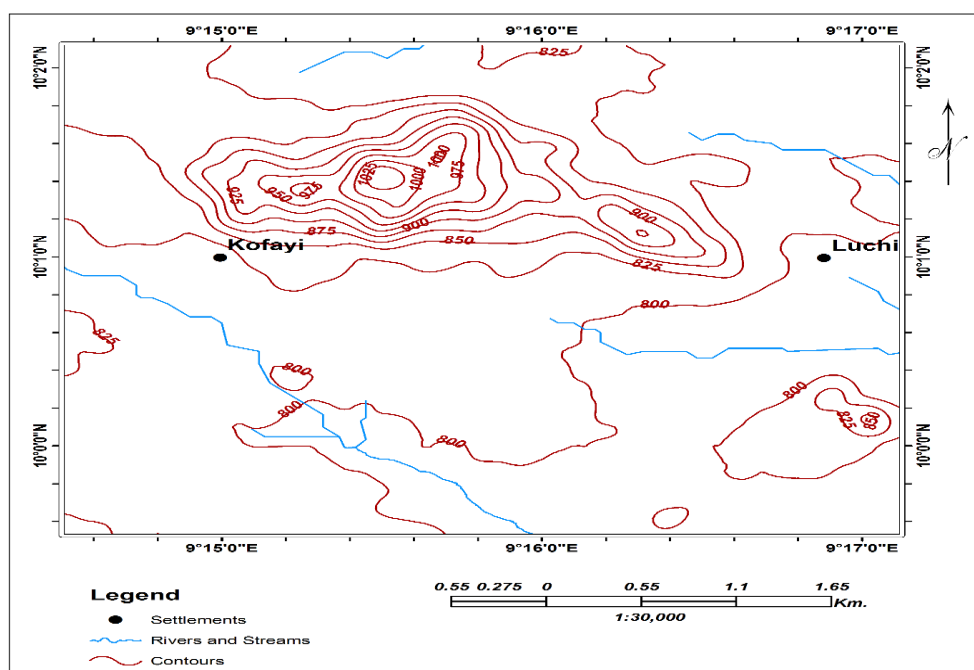 9°15'0"E 9°16'0"E 9°17'0"E
10°2'0"N
10°2'0"N
825
N
1000
1025
1000
975
925
950
975
900
875
900
850
Kofayi
825
Luchi
10°1'0"N
10°1'0"N
800
825
800
800
800
825
850
800
10°0'0"N
10°0'0"N
9°15'0"E 9°16'0"E 9°17'0"E
Legend
Settlements
Rivers and Streams
Contours
0.55 0.275 0 0.55 1.1 1.65
Km.
1:30,000